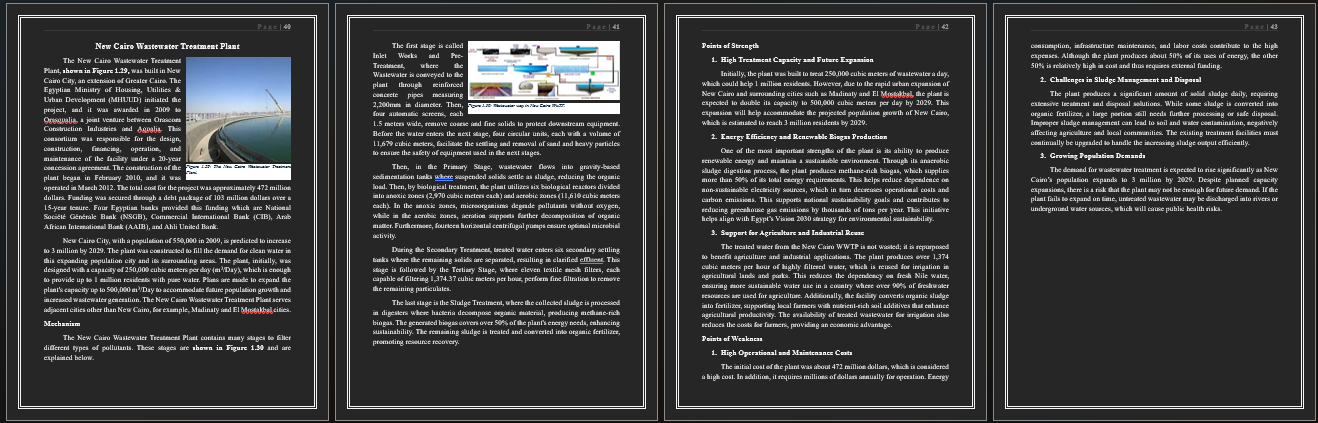 Page | 40
New Cairo Wastewater Treatment Plant
The New Cairo Wastewater Treatment
Plant, shown in Figure 1.29, was built in New
Cairo City, an extension of Greater Cairo. The
Egyptian Ministry of Housing, Utilities &
Urban Development (MHUUD) initiated the
project, and it was awarded in 2009 to
Orasqualia, a joint venture between Orascom
Construction Industries and Aqualia. This
consortium was responsible for the design,
construction, financing, operation, and
maintenance of the facility under a 20-year
concession agreement. The construction of the
plant began in February 2010, and it was
Figure 1.29: The New Cairo Wastewater Treatment
Plant
operated in March 2012. The total cost for the project was approximately 472 million
dollars. Funding was secured through a debt package of 103 million dollars over a
15-year tenure. Four Egyptian banks provided this funding which are National
Société Générale Bank (NSGB), Commercial International Bank (CIB), Arab
African International Bank (AAIB), and Ahli United Bank.
New Cairo City, with a population of 550,000 in 2009, is predicted to increase
to 3 million by 2029. The plant was constructed to fill the demand for clean water in
this expanding population city and its surrounding areas. The plant, initially, was
designed with a capacity of 250,000 cubic meters per day (m³/Day), which is enough
to provide up to 1 million residents with pure water. Plans are made to expand the
plant's capacity up to 500,000 m³/Day to accommodate future population growth and
increased wastewater generation. The New Cairo Wastewater Treatment Plant serves
adjacent cities other than New Cairo, for example, Madinaty and El Mostakbal cities.
Mechanism
The New Cairo Wastewater Treatment Plant contains many stages to filter
different types of pollutants. These stages are shown in Figure 1.30 and are
explained below.
Page | 41
The first stage is called
Inlet Works and Pre-
Treatment, where the
Wastewater is conveyed to the
plant through reinforced
concrete pipes measuring
2,200mm in diameter. Then,
four automatic screens, each
Figure 1.30: Wastewater way in New Cairo WWTP.
1.5 meters wide, remove coarse and fine solids to protect downstream equipment.
Before the water enters the next stage, four circular units, each with a volume of
11,679 cubic meters, facilitate the settling and removal of sand and heavy particles
to ensure the safety of equipment used in the next stages.
Then, in the Primary Stage, wastewater flows into gravity-based
sedimentation tanks where suspended solids settle as sludge, reducing the organic
load. Then, by biological treatment, the plant utilizes six biological reactors divided
into anoxic zones (2,970 cubic meters each) and aerobic zones (11,610 cubic meters
each). In the anoxic zones, microorganisms degrade pollutants without oxygen,
while in the aerobic zones, aeration supports further decomposition of organic
matter. Furthermore, fourteen horizontal centrifugal pumps ensure optimal microbial
activity.
During the Secondary Treatment, treated water enters six secondary settling
tanks where the remaining solids are separated, resulting in clarified effluent. This
stage is followed by the Tertiary Stage, where eleven textile mesh filters, each
capable of filtering 1,374.37 cubic meters per hour, perform fine filtration to remove
the remaining particulates.
The last stage is the Sludge Treatment, where the collected sludge is processed
in digesters where bacteria decompose organic material, producing methane-rich
biogas. The generated biogas covers over 50% of the plant's energy needs, enhancing
sustainability. The remaining sludge is treated and converted into organic fertilizer,
promoting resource recovery.
Page | 42
Points of Strength
1. High Treatment Capacity and Future Expansion
Initially, the plant was built to treat 250,000 cubic meters of wastewater a day,
which could help 1 million residents. However, due to the rapid urban expansion of
New Cairo and surrounding cities such as Madinaty and El Mostakbal, the plant is
expected to double its capacity to 500,000 cubic meters per day by 2029. This
expansion will help accommodate the projected population growth of New Cairo,
which is estimated to reach 3 million residents by 2029.
2. Energy Efficiency and Renewable Biogas Production
One of the most important strengths of the plant is its ability to produce
renewable energy and maintain a sustainable environment. Through its anaerobic
sludge digestion process, the plant produces methane-rich biogas, which supplies
more than 50% of its total energy requirements. This helps reduce dependence on
non-sustainable electricity sources, which in turn decreases operational costs and
carbon emissions. This supports national sustainability goals and contributes to
reducing greenhouse gas emissions by thousands of tons per year. This initiative
helps align with Egypt's Vision 2030 strategy for environmental sustainability.
3. Support for Agriculture and Industrial Reuse
The treated water from the New Cairo WWTP is not wasted; it is repurposed
to benefit agriculture and industrial applications. The plant produces over 1,374
cubic meters per hour of highly filtered water, which is reused for irrigation in
agricultural lands and parks. This reduces the dependency on fresh Nile water,
ensuring more sustainable water use in a country where over 90% of freshwater
resources are used for agriculture. Additionally, the facility converts organic sludge
into fertilizer, supporting local farmers with nutrient-rich soil additives that enhance
agricultural productivity. The availability of treated wastewater for irrigation also
reduces the costs for farmers, providing an economic advantage.
Points of Weakness
1. High Operational and Maintenance Costs
The initial cost of the plant was about 472 million dollars, which is considered
a high cost. In addition, it requires millions of dollars annually for operation. Energy
Page | 43
consumption, infrastructure maintenance, and labor costs contribute to the high
expenses. Although the plant produces about 50% of its uses of energy, the other
50% is relatively high in cost and thus requires external funding.
2. Challenges in Sludge Management and Disposal
The plant produces a significant amount of solid sludge daily, requiring
extensive treatment and disposal solutions. While some sludge is converted into
organic fertilizer, a large portion still needs further processing or safe disposal.
Improper sludge management can lead to soil and water contamination, negatively
affecting agriculture and local communities. The existing treatment facilities must
continually be upgraded to handle the increasing sludge output efficiently.
3. Growing Population Demands
The demand for wastewater treatment is expected to rise significantly as New
Cairo's population expands to 3 million by 2029. Despite planned capacity
expansions, there is a risk that the plant may not be enough for future demand. If the
plant fails to expand on time, untreated wastewater may be discharged into rivers or
underground water sources, which will cause public health risks.